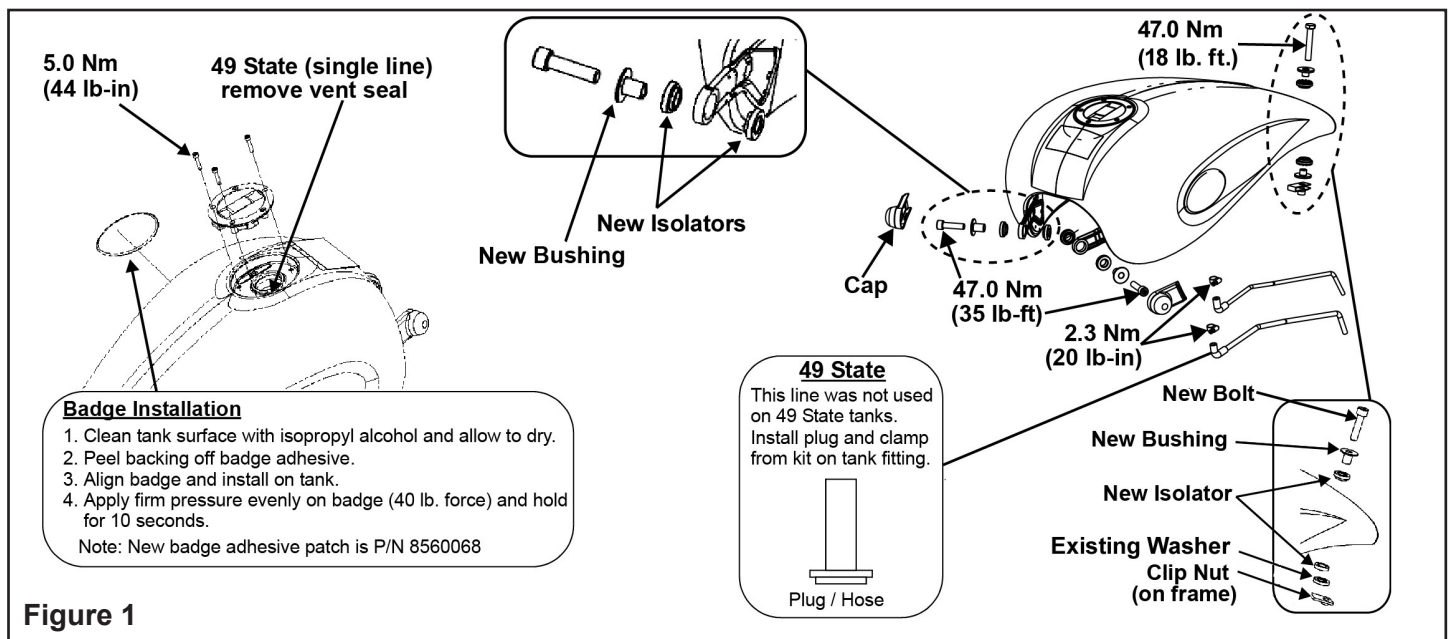 5.0 Nm
(44 lb-in)
49 State (single line)
remove vent seal
New Bushing
New Isolators
47.0 Nm
(18 lb. ft.)
Cap
47.0 Nm
(35 lb-ft)
2.3 Nm
(20 lb-in)
Badge Installation
1. Clean tank surface with isopropyl alcohol and allow to dry.
2. Peel backing off badge adhesive.
3. Align badge and install on tank.
4. Apply firm pressure evenly on badge (40 lb. force) and hold
for 10 seconds.
Note: New badge adhesive patch is P/N 8560068
49 State
This line was not used
on 49 State tanks.
Install plug and clamp
from kit on tank fitting.
Plug / Hose
New Bolt
New Bushing
New Isolator
Existing Washer
Clip Nut
(on frame)
Figure 1